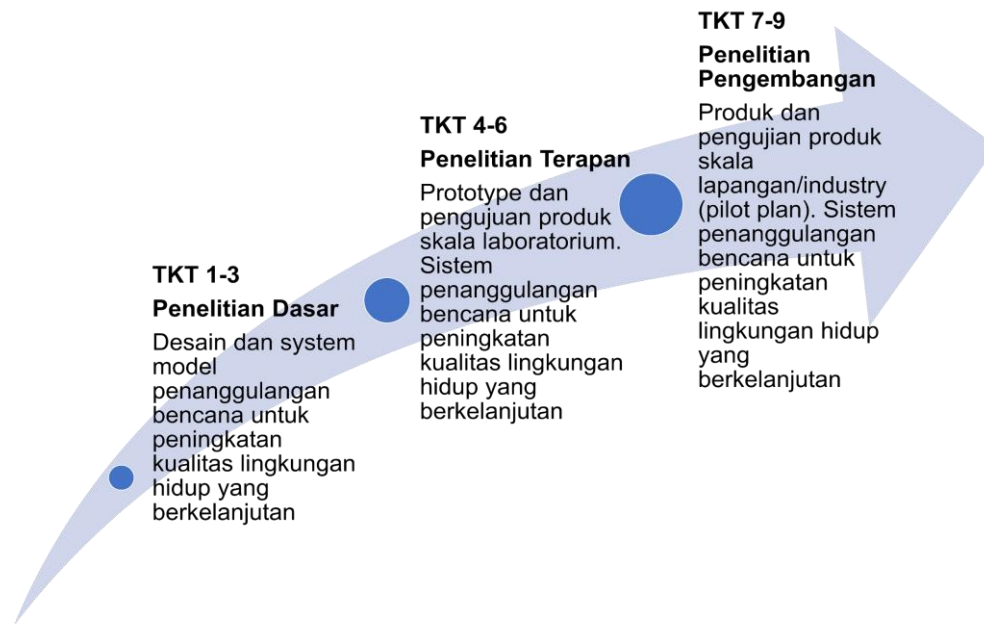 TKT 1-3
Penelitian Dasar
Desain dan system
model
penanggulangan
bencana untuk
peningkatan
kualitas lingkungan
hidup yang
berkelanjutan
TKT 4-6
Penelitian Terapan
Prototype dan
pengujuan produk
skala laboratorium.
Sistem
penanggulangan
bencana untuk
peningkatan
kualitas lingkungan
hidup yang
berkelanjutan
TKT 7-9
Penelitian
Pengembangan
Produk dan
pengujian produk
skala
lapangan/industry
(pilot plan). Sistem
penanggulangan
bencana untuk
peningkatan
kualitas
lingkungan hidup
yang
berkelanjutan